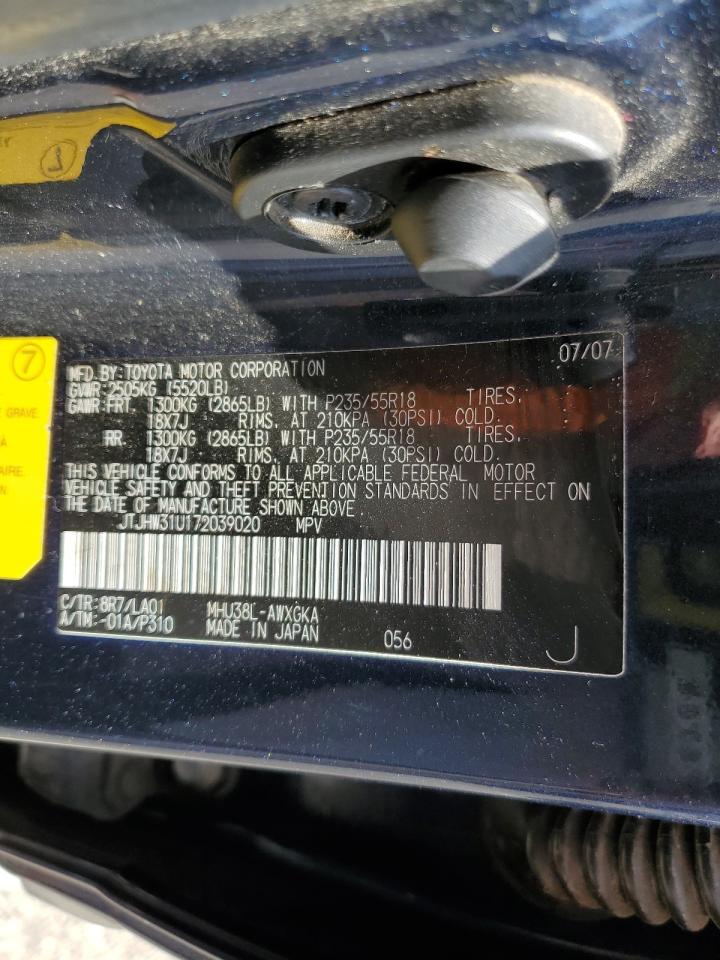 7
GRAVE
AIRE.
MFD. BY: TOYOTA MOTOR CORPORATION 07/07
GVWR: 2505KG (5520LB)
GAWR: FRT. 1300KG (2865LB) WITH P235/55R18 TIRES,
18X7J RIMS, AT 210KPA (30PSI) COLD.
RR. 1300KG (2865LB) WITH P235/55R18 TIRES,
18X7J RIMS, AT 210KPA (30PSI) COLD.
THIS VEHICLE CONFORMS TO ALL APPLICABLE FEDERAL MOTOR
VEHICLE SAFETY AND THEFT PREVENTION STANDARDS IN EFFECT ON
THE DATE OF MANUFACTURE SHOWN ABOVE.
JTJHW31U172039020 MPV
C/TR: 8R7/LA01 MHU38L-AWXGKA
A/TM: -01A/P310 MADE IN JAPAN 056 J